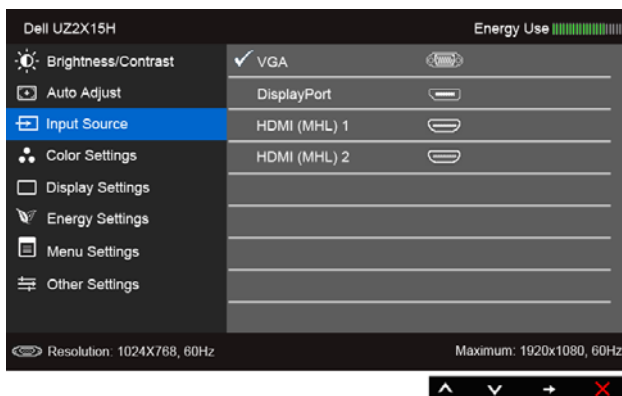 Dell UZ2X15H
Energy Use
Brightness/Contrast
VGA
Auto Adjust
DisplayPort
Input Source
HDMI (MHL) 1
Color Settings
HDMI (MHL) 2
Display Settings
Energy Settings
Menu Settings
Other Settings
Resolution: 1024X768, 60Hz
Maximum: 1920x1080, 60Hz